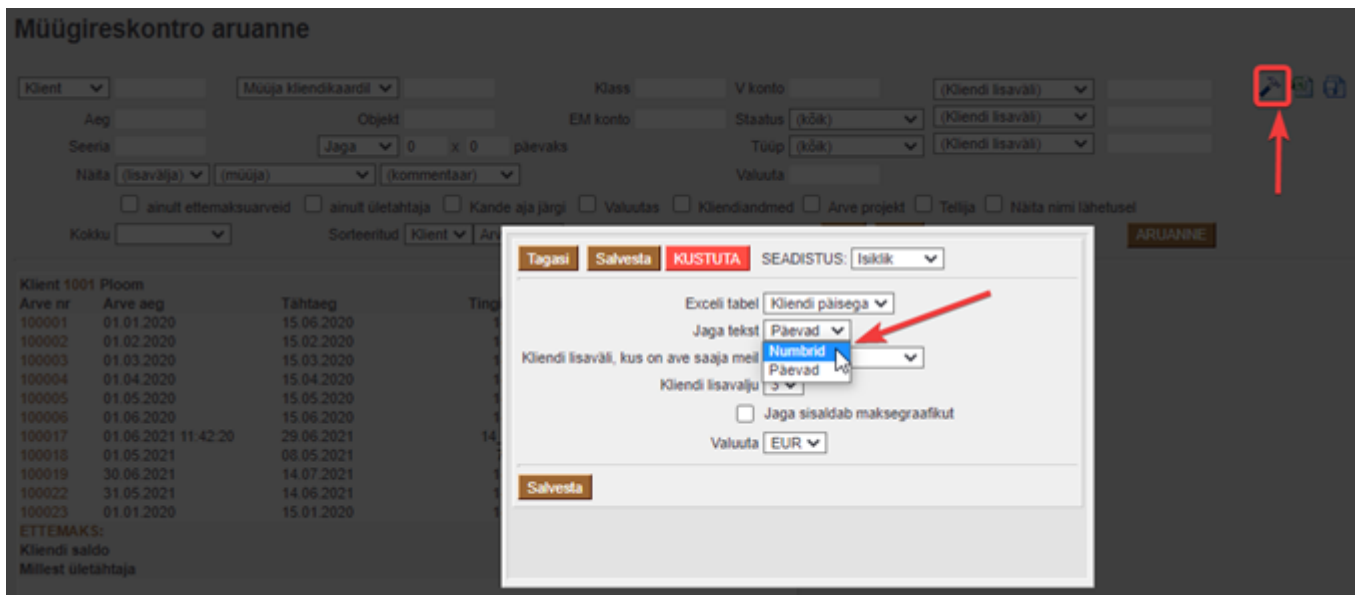 Müügireskontro aruanne
Klient Müüja kliendikaardil Klass V konto (Kliendi lisaväli)
Aeg Objekt EM konto Staatus (kõik) (Kliendi lisaväli)
Seeria Jaga 0 x 0 päevaks Tüüp (kõik) (Kliendi lisaväli)
Näita (lisavälja) (müüja) (kommentaar) Valuuta
ainult ettemaksuarveid ainult ületähtaja Kande aja järgi Valuutas Kliendiandmed Arve projekt Tellija Näita nimi lähetusel
Kokku Sorteeritud Klient ARUANNE
Tagasi Salvesta KUSTUTA SEADISTUS: Isiklik
Exceli tabel Kliendi päisega
Jaga tekst Päevad
Numbrid
Päevad
Kliendi lisaväli, kus on ave saaja meil
Kliendi lisavalju 3
Jaga sisaldab maksegraafikut
Valuuta EUR
Salvesta
Klient 1001 Ploom
Arve nr Arve aeg Tähtaeg
100001 01.01.2020 15.06.2020
100002 01.02.2020 15.02.2020
100003 01.03.2020 15.03.2020
100004 01.04.2020 15.04.2020
100005 01.05.2020 15.05.2020
100006 01.06.2020 15.06.2020
100017 01.06.2021 11:42:20 29.06.2021
100018 01.05.2021 08.05.2021
100019 30.06.2021 14.07.2021
100022 31.05.2021 14.06.2021
100023 01.01.2020 15.01.2020
ETTEMAKS:
Kliendi saldo
Millest ületähtaja